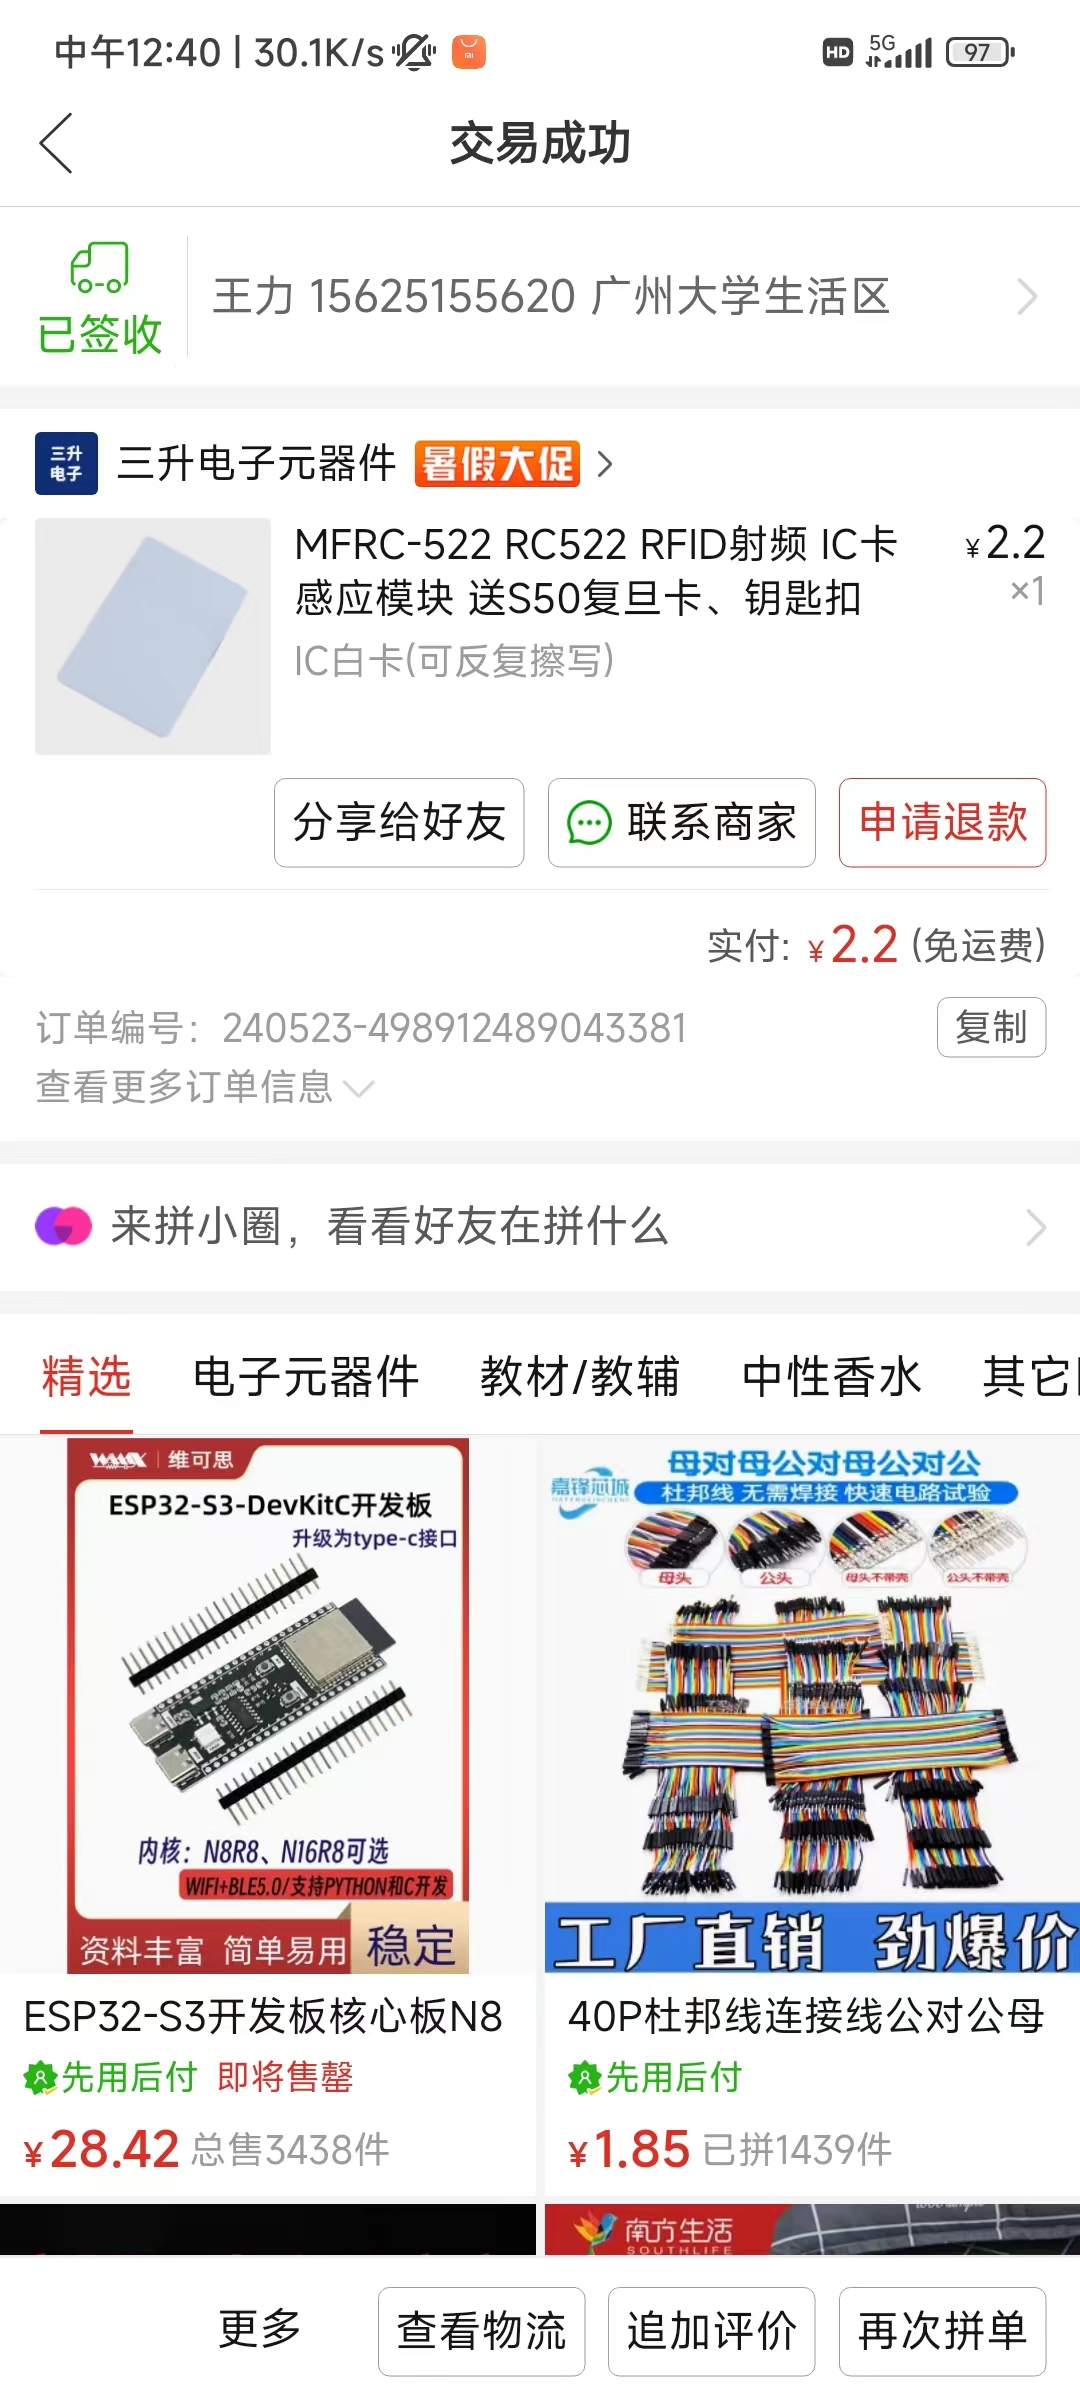 中午12:40 | 30.1K/s
HD 5G 97
交易成功
已签收
王力 15625155620 广州大学生活区
三升电子
三升电子元器件 暑假大促
MFRC-522 RC522 RFID射频 IC卡 ¥2.2
感应模块 送S50复旦卡、钥匙扣 ×1
IC白卡(可反复擦写)
分享给好友 联系商家 申请退款
实付: ¥2.2 (免运费)
订单编号: 240523-498912489043381 复制
查看更多订单信息
来拼小圈，看看好友在拼什么
精选 电子元器件 教材/教辅 中性香水 其它
维可思
ESP32-S3-DevKitC开发板
升级为type-c接口
内核：N8R8、N16R8可选
WIFI+BLE5.0/支持PYTHON和C开发
资料丰富 简单易用 稳定
母对母公对母公对公
嘉锋芯城
杜邦线 无需焊接 快速电路试验
母头 公头 母头不带壳 公头不带壳
工厂直销 劲爆价
ESP32-S3开发板核心板N8
先用后付 即将售罄
¥28.42 总售3438件
40P杜邦线连接线公对公母
先用后付
¥1.85 已拼1439件
南方生活
SOUTHLIFE
更多 查看物流 追加评价 再次拼单